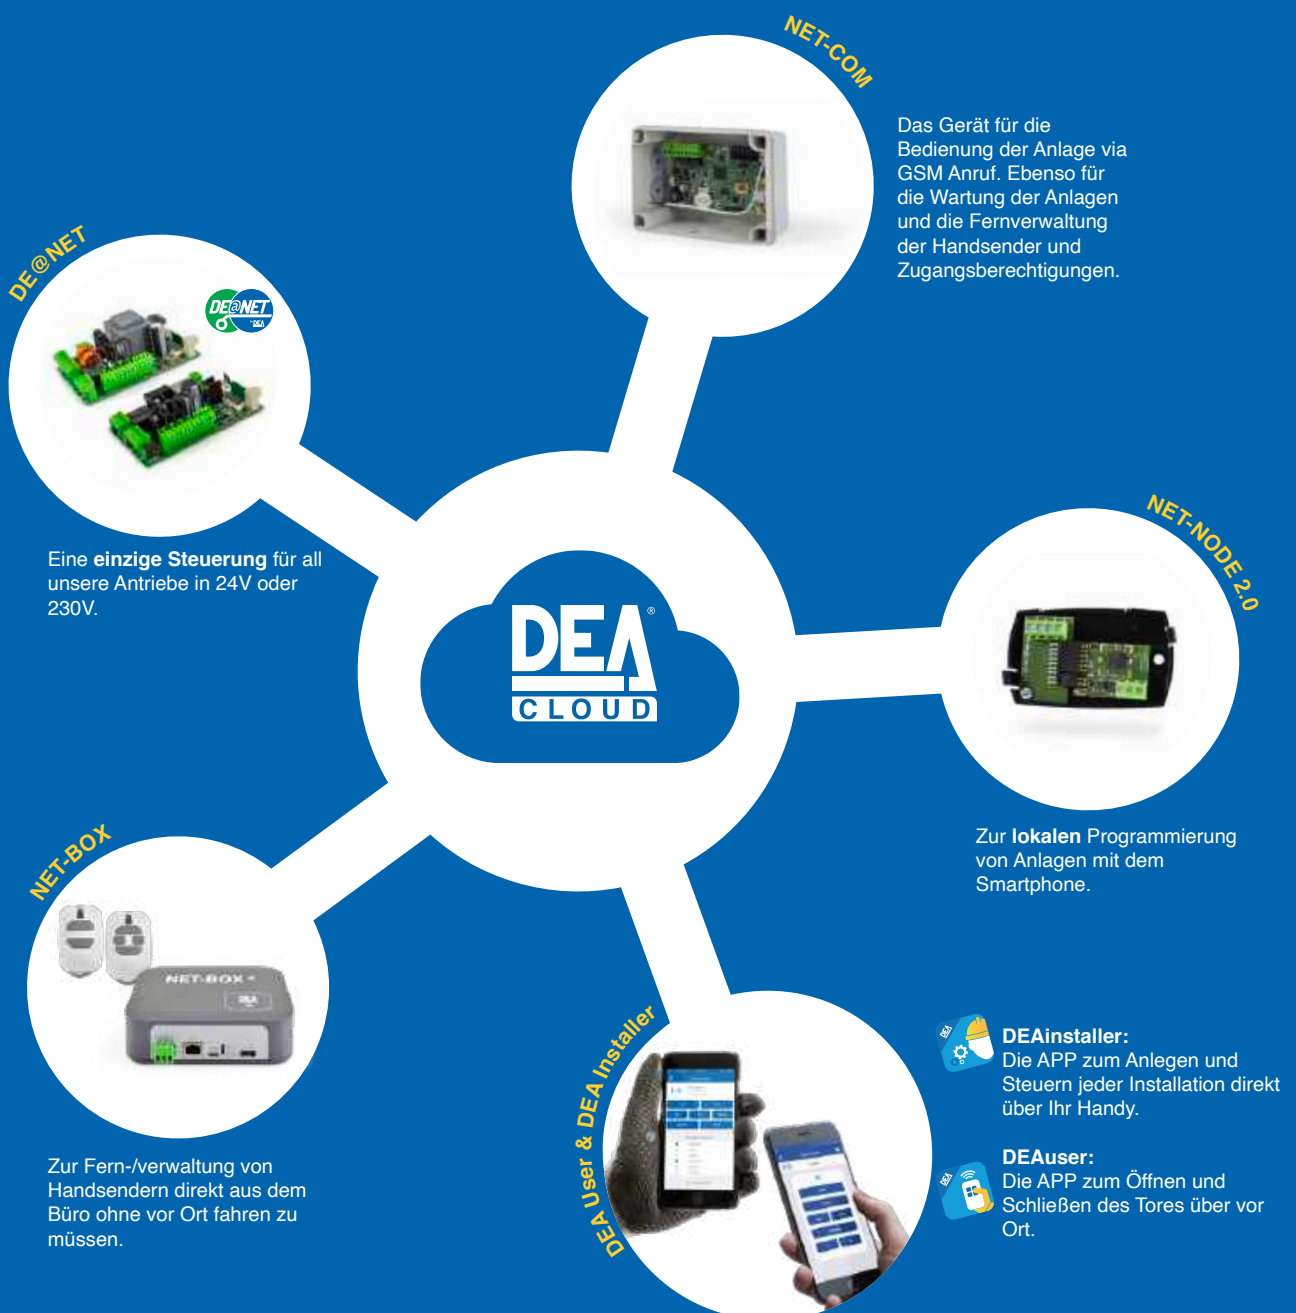 NET-COM
Das Gerät für die
Bedienung der Anlage via
GSM Anruf. Ebenso für
die Wartung der Anlagen
und die Fernverwaltung
der Handsender und
Zugangsberechtigungen.
DE@NET
DE@NET
DEA
Eine einzige Steuerung für all
unsere Antriebe in 24V oder
230V.
DEA®
CLOUD
NET-NODE 2.0
Zur lokalen Programmierung
von Anlagen mit dem
Smartphone.
NET-BOX
NET-BOX
DEA
Zur Fern-/verwaltung von
Handsendern direkt aus dem
Büro ohne vor Ort fahren zu
müssen.
DEA User & DEA Installer
DEA
DEAinstaller:
Die APP zum Anlegen und
Steuern jeder Installation direkt
über Ihr Handy.
DEA
DEAuser:
Die APP zum Öffnen und
Schließen des Tores über vor
Ort.